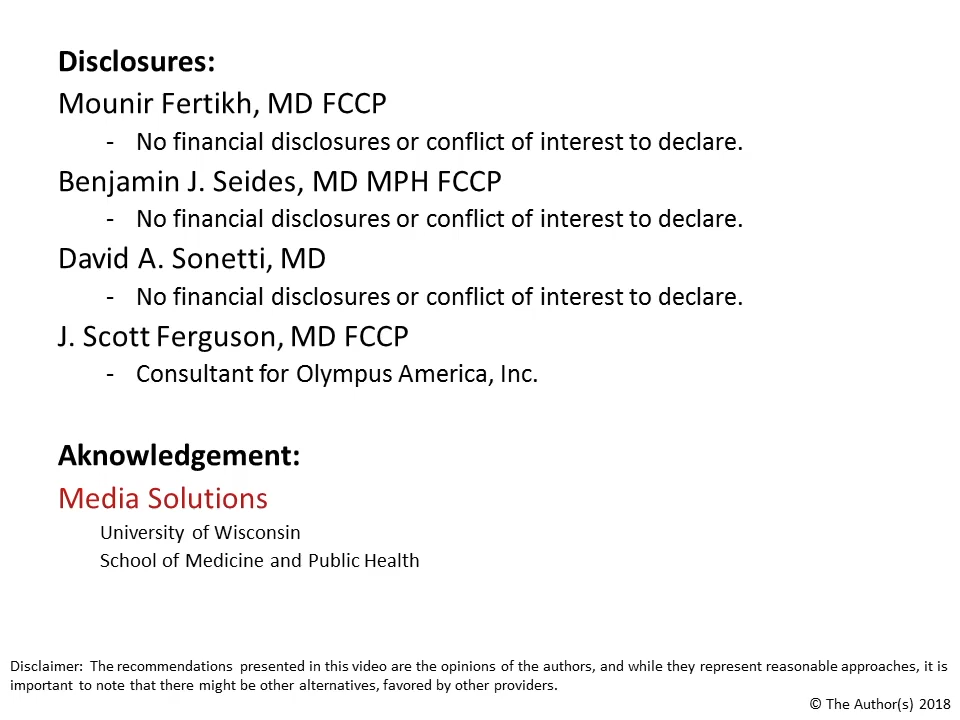 Disclosures:
Mounir Fertikh, MD FCCP
- No financial disclosures or conflict of interest to declare.
Benjamin J. Seides, MD MPH FCCP
- No financial disclosures or conflict of interest to declare.
David A. Sonetti, MD
- No financial disclosures or conflict of interest to declare.
J. Scott Ferguson, MD FCCP
- Consultant for Olympus America, Inc.
Aknowledgement:
Media Solutions
University of Wisconsin
School of Medicine and Public Health
Disclaimer: The recommendations presented in this video are the opinions of the authors, and while they represent reasonable approaches, it is
important to note that there might be other alternatives, favored by other providers.
© The Author(s) 2018